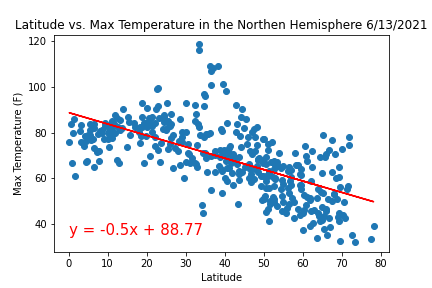 Latitude vs. Max Temperature in the Northen Hemisphere 6/13/2021
120
100
80
60
40
Max Temperature (F)
y = -0.5x + 88.77
0 10 20 30 40 50 60 70 80
Latitude